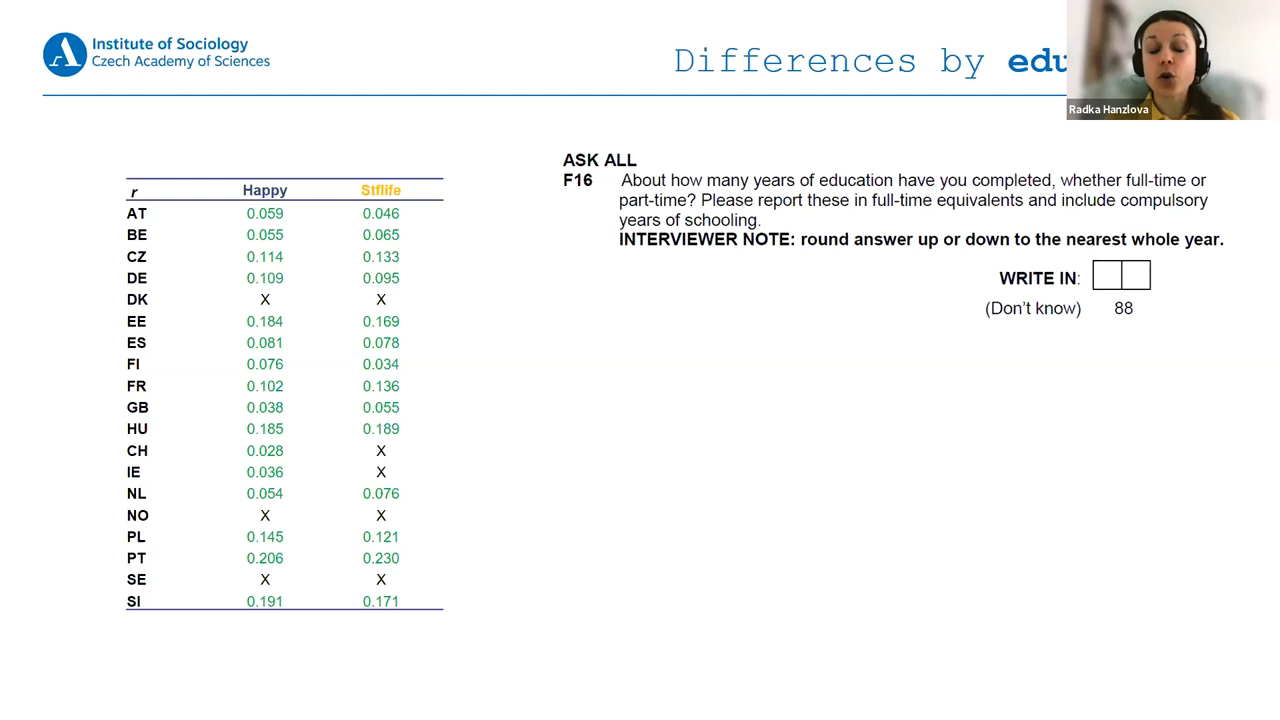 Institute of Sociology
Czech Academy of Sciences
Differences by edu
Radka Hanzlova
r Happy Stflife
AT 0.059 0.046
BE 0.055 0.065
CZ 0.114 0.133
DE 0.109 0.095
DK X X
EE 0.184 0.169
ES 0.081 0.078
FI 0.076 0.034
FR 0.102 0.136
GB 0.038 0.055
HU 0.185 0.189
CH 0.028 X
IE 0.036 X
NL 0.054 0.076
NO X X
PL 0.145 0.121
PT 0.206 0.230
SE X X
SI 0.191 0.171
ASK ALL
F16 About how many years of education have you completed, whether full-time or
part-time? Please report these in full-time equivalents and include compulsory
years of schooling.
INTERVIEWER NOTE: round answer up or down to the nearest whole year.
WRITE IN:
(Don't know) 88